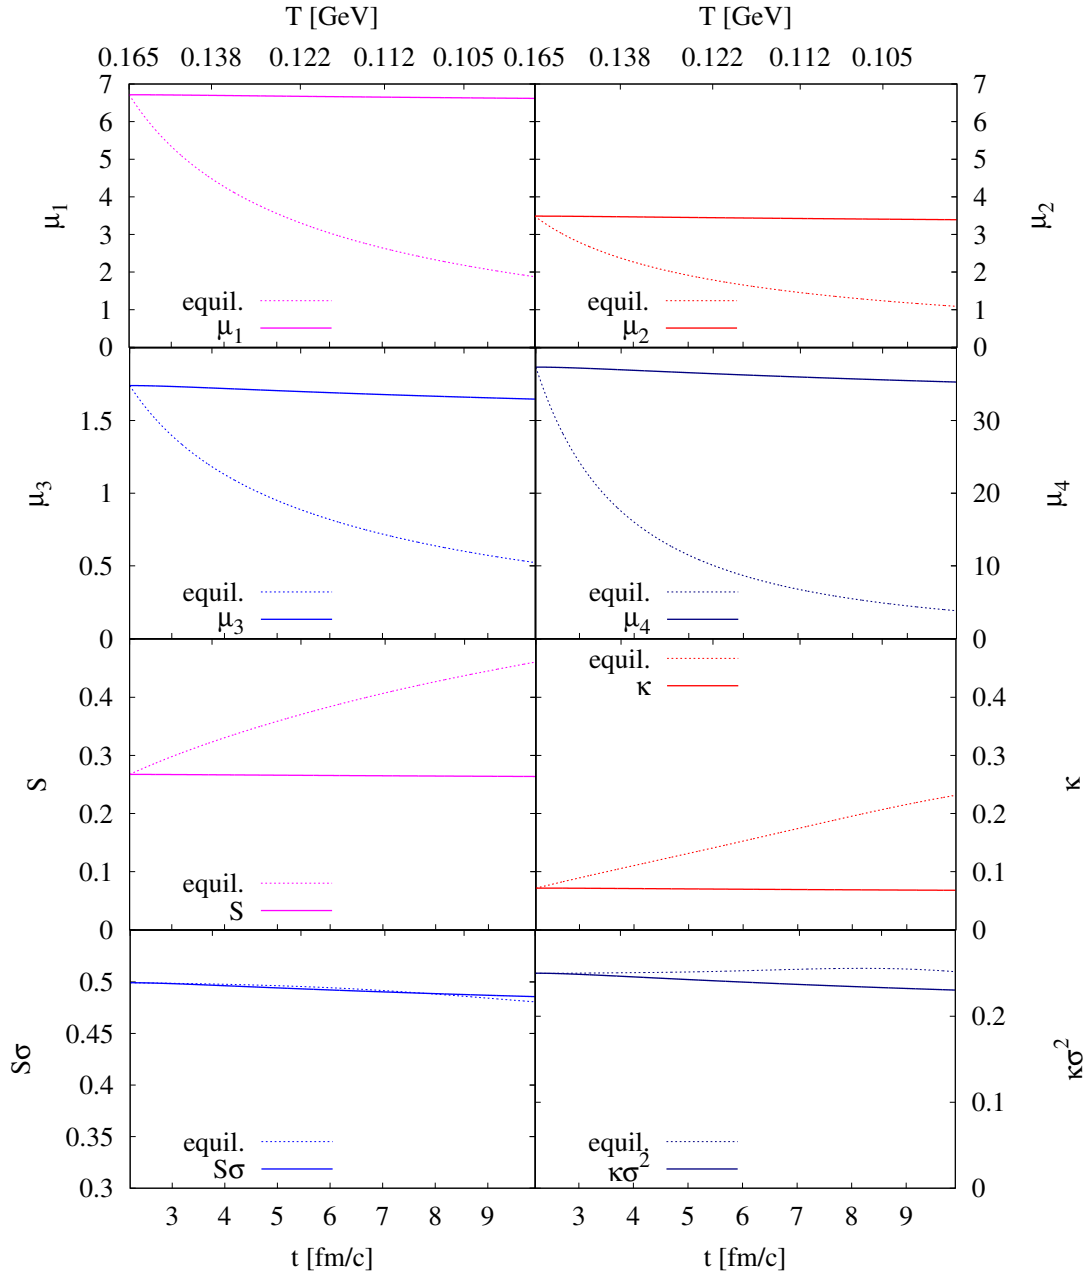 T [GeV] T [GeV]
0.165 0.138 0.122 0.112 0.105 0.165 0.138 0.122 0.112 0.105
7 6 5 4 3 2 1 0
μ1
equil.
μ1
equil.
μ2
7 6 5 4 3 2 1 0
μ2
1.5 1 0.5 0
μ3
equil.
μ3
equil.
μ4
30 20 10 0
μ4
0.4 0.3 0.2 0.1 0
S
equil.
S
equil.
κ
0.4 0.3 0.2 0.1 0
κ
0.5 0.45 0.4 0.35 0.3
Sσ
equil.
Sσ
equil.
κσ²
0.2 0.1 0
κσ²
3 4 5 6 7 8 9 3 4 5 6 7 8 9
t [fm/c] t [fm/c]